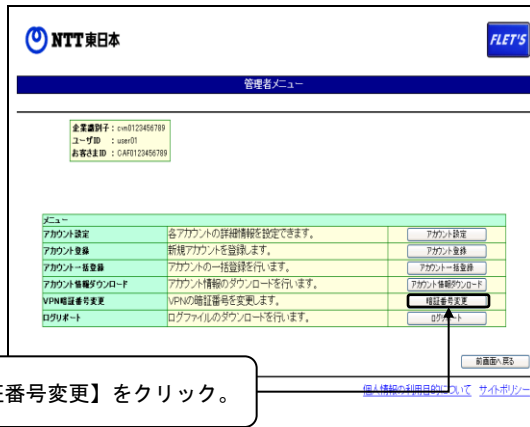 NTT東日本
FLET'S
管理者メニュー
企業識別子：cvn0123456789
ユーザID ：user01
お客さまID ：CAF0123456789
メニュー
アカウント設定 各アカウントの詳細情報を設定できます。 アカウント設定
アカウント登録 新規アカウントを登録します。 アカウント登録
アカウント一括登録 アカウントの一括登録を行います。 アカウント一括登録
アカウント情報ダウンロード アカウント情報のダウンロードを行います。 アカウント情報ダウンロード
VPN暗証番号変更 VPNの暗証番号を変更します。 暗証番号変更
ログリポート ログファイルのダウンロードを行います。 ログリポート
前画面へ戻る
証番号変更】をクリック。
個人情報の利用目的について サイトポリシー